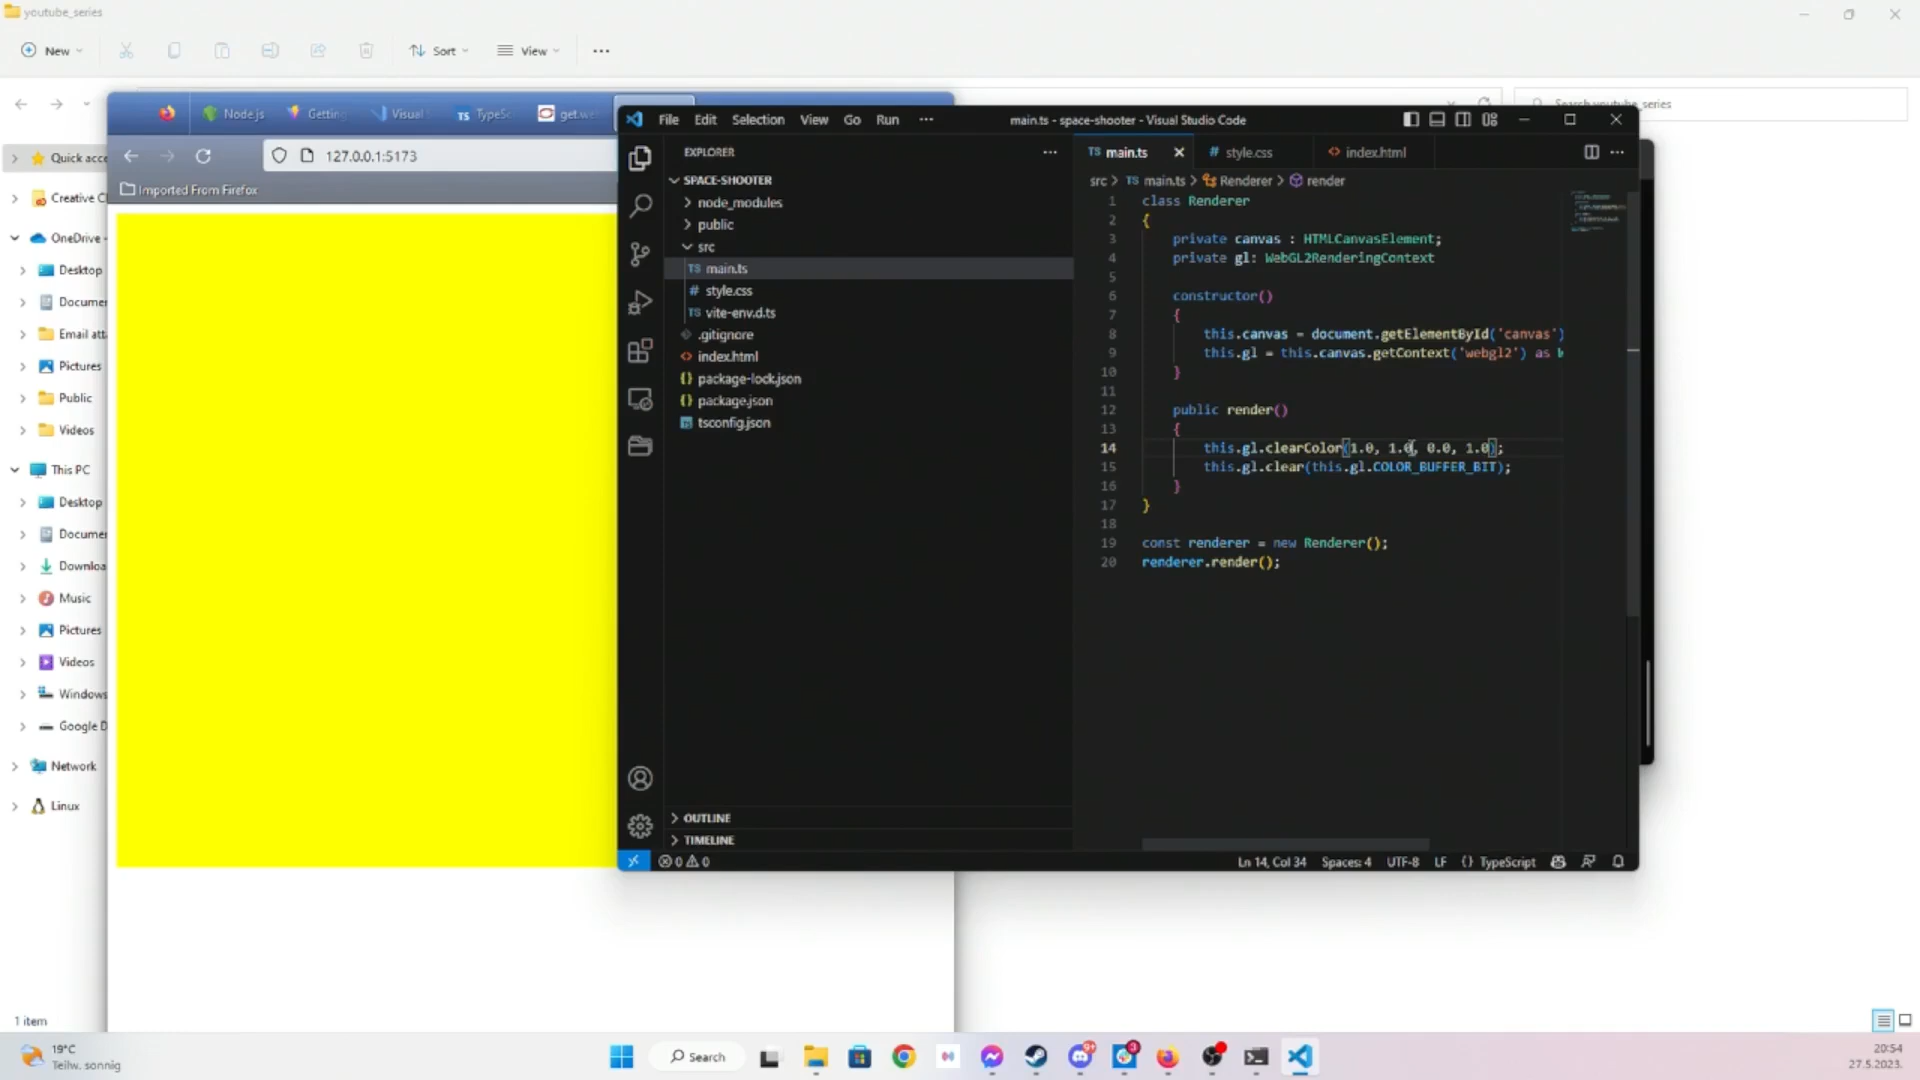 youtube_series
New
Sort
View
Search youtube_series
Quick acce
Creative Cl
OneDrive -
Desktop
Documer
Email atta
Pictures
Public
Videos
This PC
Desktop
Documer
Downloa
Music
Pictures
Videos
Windows
Google D
Network
Linux
1 item
Node.js
Getting
Visual
TS TypeSc
get.we
127.0.0.1:5173
Imported From Firefox
File Edit Selection View Go Run
main.ts - space-shooter - Visual Studio Code
EXPLORER
SPACE-SHOOTER
node_modules
public
src
TS main.ts
# style.css
TS vite-env.d.ts
.gitignore
<> index.html
{} package-lock.json
{} package.json
tsconfig.json
OUTLINE
TIMELINE
TS main.ts
# style.css
<> index.html
src > TS main.ts > Renderer > render
1 class Renderer
2 {
3 private canvas : HTMLCanvasElement;
4 private gl: WebGL2RenderingContext
5
6 constructor()
7 {
8 this.canvas = document.getElementById('canvas')
9 this.gl = this.canvas.getContext('webgl2') as W
10 }
11
12 public render()
13 {
14 this.gl.clearColor(1.0, 1.0, 0.0, 1.0);
15 this.gl.clear(this.gl.COLOR_BUFFER_BIT);
16 }
17 }
18
19 const renderer = new Renderer();
20 renderer.render();
0 0
Ln 14, Col 34 Spaces: 4 UTF-8 LF {} TypeScript
19°C
Teilw. sonnig
Search
9+
3
20:54
27.5.2023.